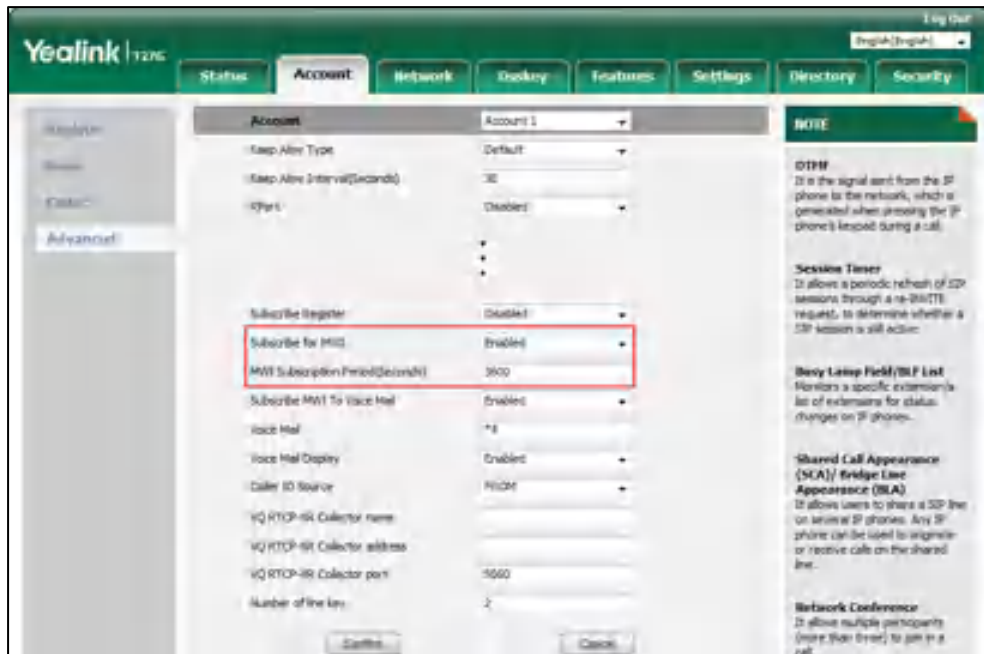 Log Out
English(English)
Yealink
Status
Account
Network
Dsskey
Features
Settings
Directory
Security
Register
Basic
Codec
Advanced
Account
Account 1
Keep Alive Type
Default
Keep Alive Interval(Seconds)
30
RPort
Disabled
Subscribe Register
Disabled
Subscribe for MWI
Enabled
MWI Subscription Period(Seconds)
3600
Subscribe MWI To Voice Mail
Enabled
Voice Mail
Voice Mail Display
Enabled
Caller ID Source
FROM
VQ RTCP-XR Collector name
VQ RTCP-XR Collector address
VQ RTCP-XR Collector port
5060
Number of line key
2
Confirm
Cancel
NOTE
DTMF
It is the signal sent from the IP
phone to the network, which is
generated when pressing the IP
phone's keypad during a call.
Session Timer
It allows a periodic refresh of SIP
sessions through a re-INVITE
request, to determine whether a
SIP session is still active.
Busy Lamp Field/BLF List
Monitors a specific extension/a
list of extensions for status
changes on IP phones.
Shared Call Appearance
(SCA)/ Bridge Line
Appearance (BLA)
It allows users to share a SIP line
on several IP phones. Any IP
phone can be used to originate
or receive calls on the shared
line.
Network Conference
It allows multiple participants
(more than three) to join in a
call.